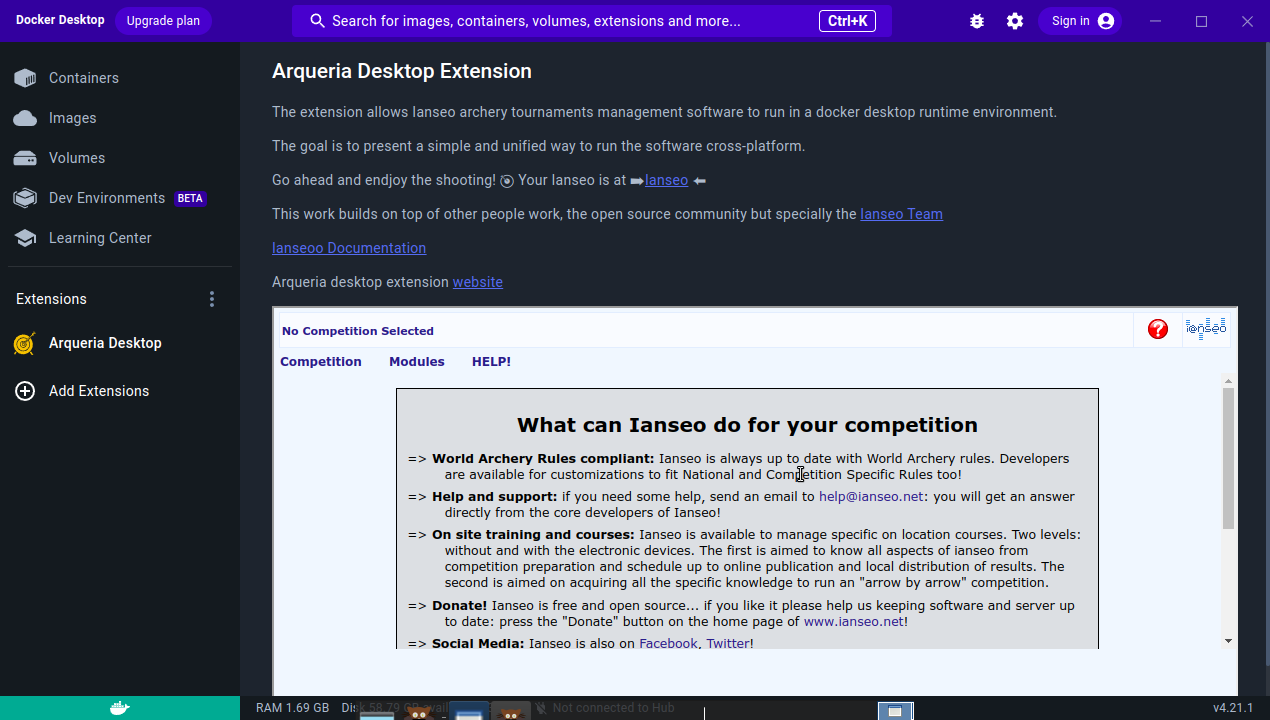 Docker Desktop
Upgrade plan
Search for images, containers, volumes, extensions and more...
Ctrl+K
Sign in
Containers
Images
Volumes
Dev Environments BETA
Learning Center
Extensions
Arqueria Desktop
Add Extensions
Arqueria Desktop Extension
The extension allows Ianseo archery tournaments management software to run in a docker desktop runtime environment.
The goal is to present a simple and unified way to run the software cross-platform.
Go ahead and endjoy the shooting! Your Ianseo is at ➡Ianseo ⬅
This work builds on top of other people work, the open source community but specially the Ianseo Team
Ianseoo Documentation
Arqueria desktop extension website
No Competition Selected
?
ianseo
Competition Modules HELP!
What can Ianseo do for your competition
=> World Archery Rules compliant: Ianseo is always up to date with World Archery rules. Developers
are available for customizations to fit National and Competition Specific Rules too!
=> Help and support: if you need some help, send an email to help@ianseo.net: you will get an answer
directly from the core developers of Ianseo!
=> On site training and courses: Ianseo is available to manage specific on location courses. Two levels:
without and with the electronic devices. The first is aimed to know all aspects of ianseo from
competition preparation and schedule up to online publication and local distribution of results. The
second is aimed on acquiring all the specific knowledge to run an "arrow by arrow" competition.
=> Donate! Ianseo is free and open source... if you like it please help us keeping software and server up
to date: press the "Donate" button on the home page of www.ianseo.net!
=> Social Media: Ianseo is also on Facebook, Twitter!
RAM 1.69 GB Disk 58.79 GB avail. Not connected to Hub
v4.21.1